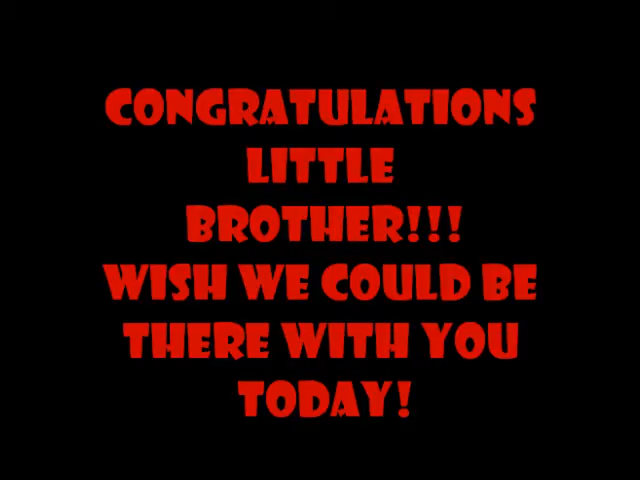 CONGRATULATIONS
LITTLE
BROTHER!!!
WISH WE COULD BE
THERE WITH YOU
TODAY!